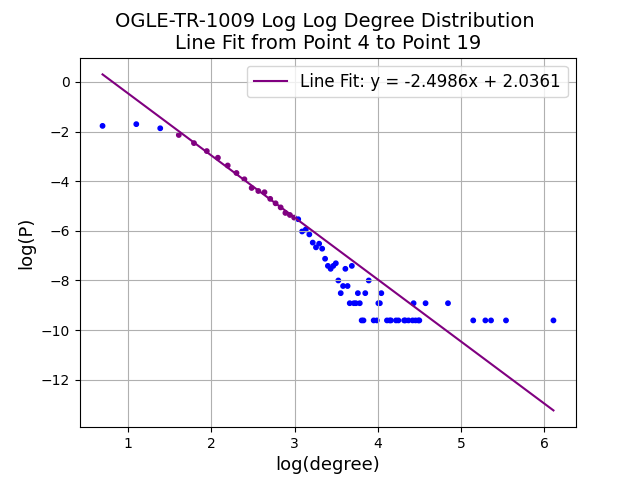 OGLE-TR-1009 Log Log Degree Distribution
Line Fit from Point 4 to Point 19
Line Fit: y = -2.4986x + 2.0361
0
−2
−4
−6
−8
−10
−12
log(P)
1 2 3 4 5 6
log(degree)